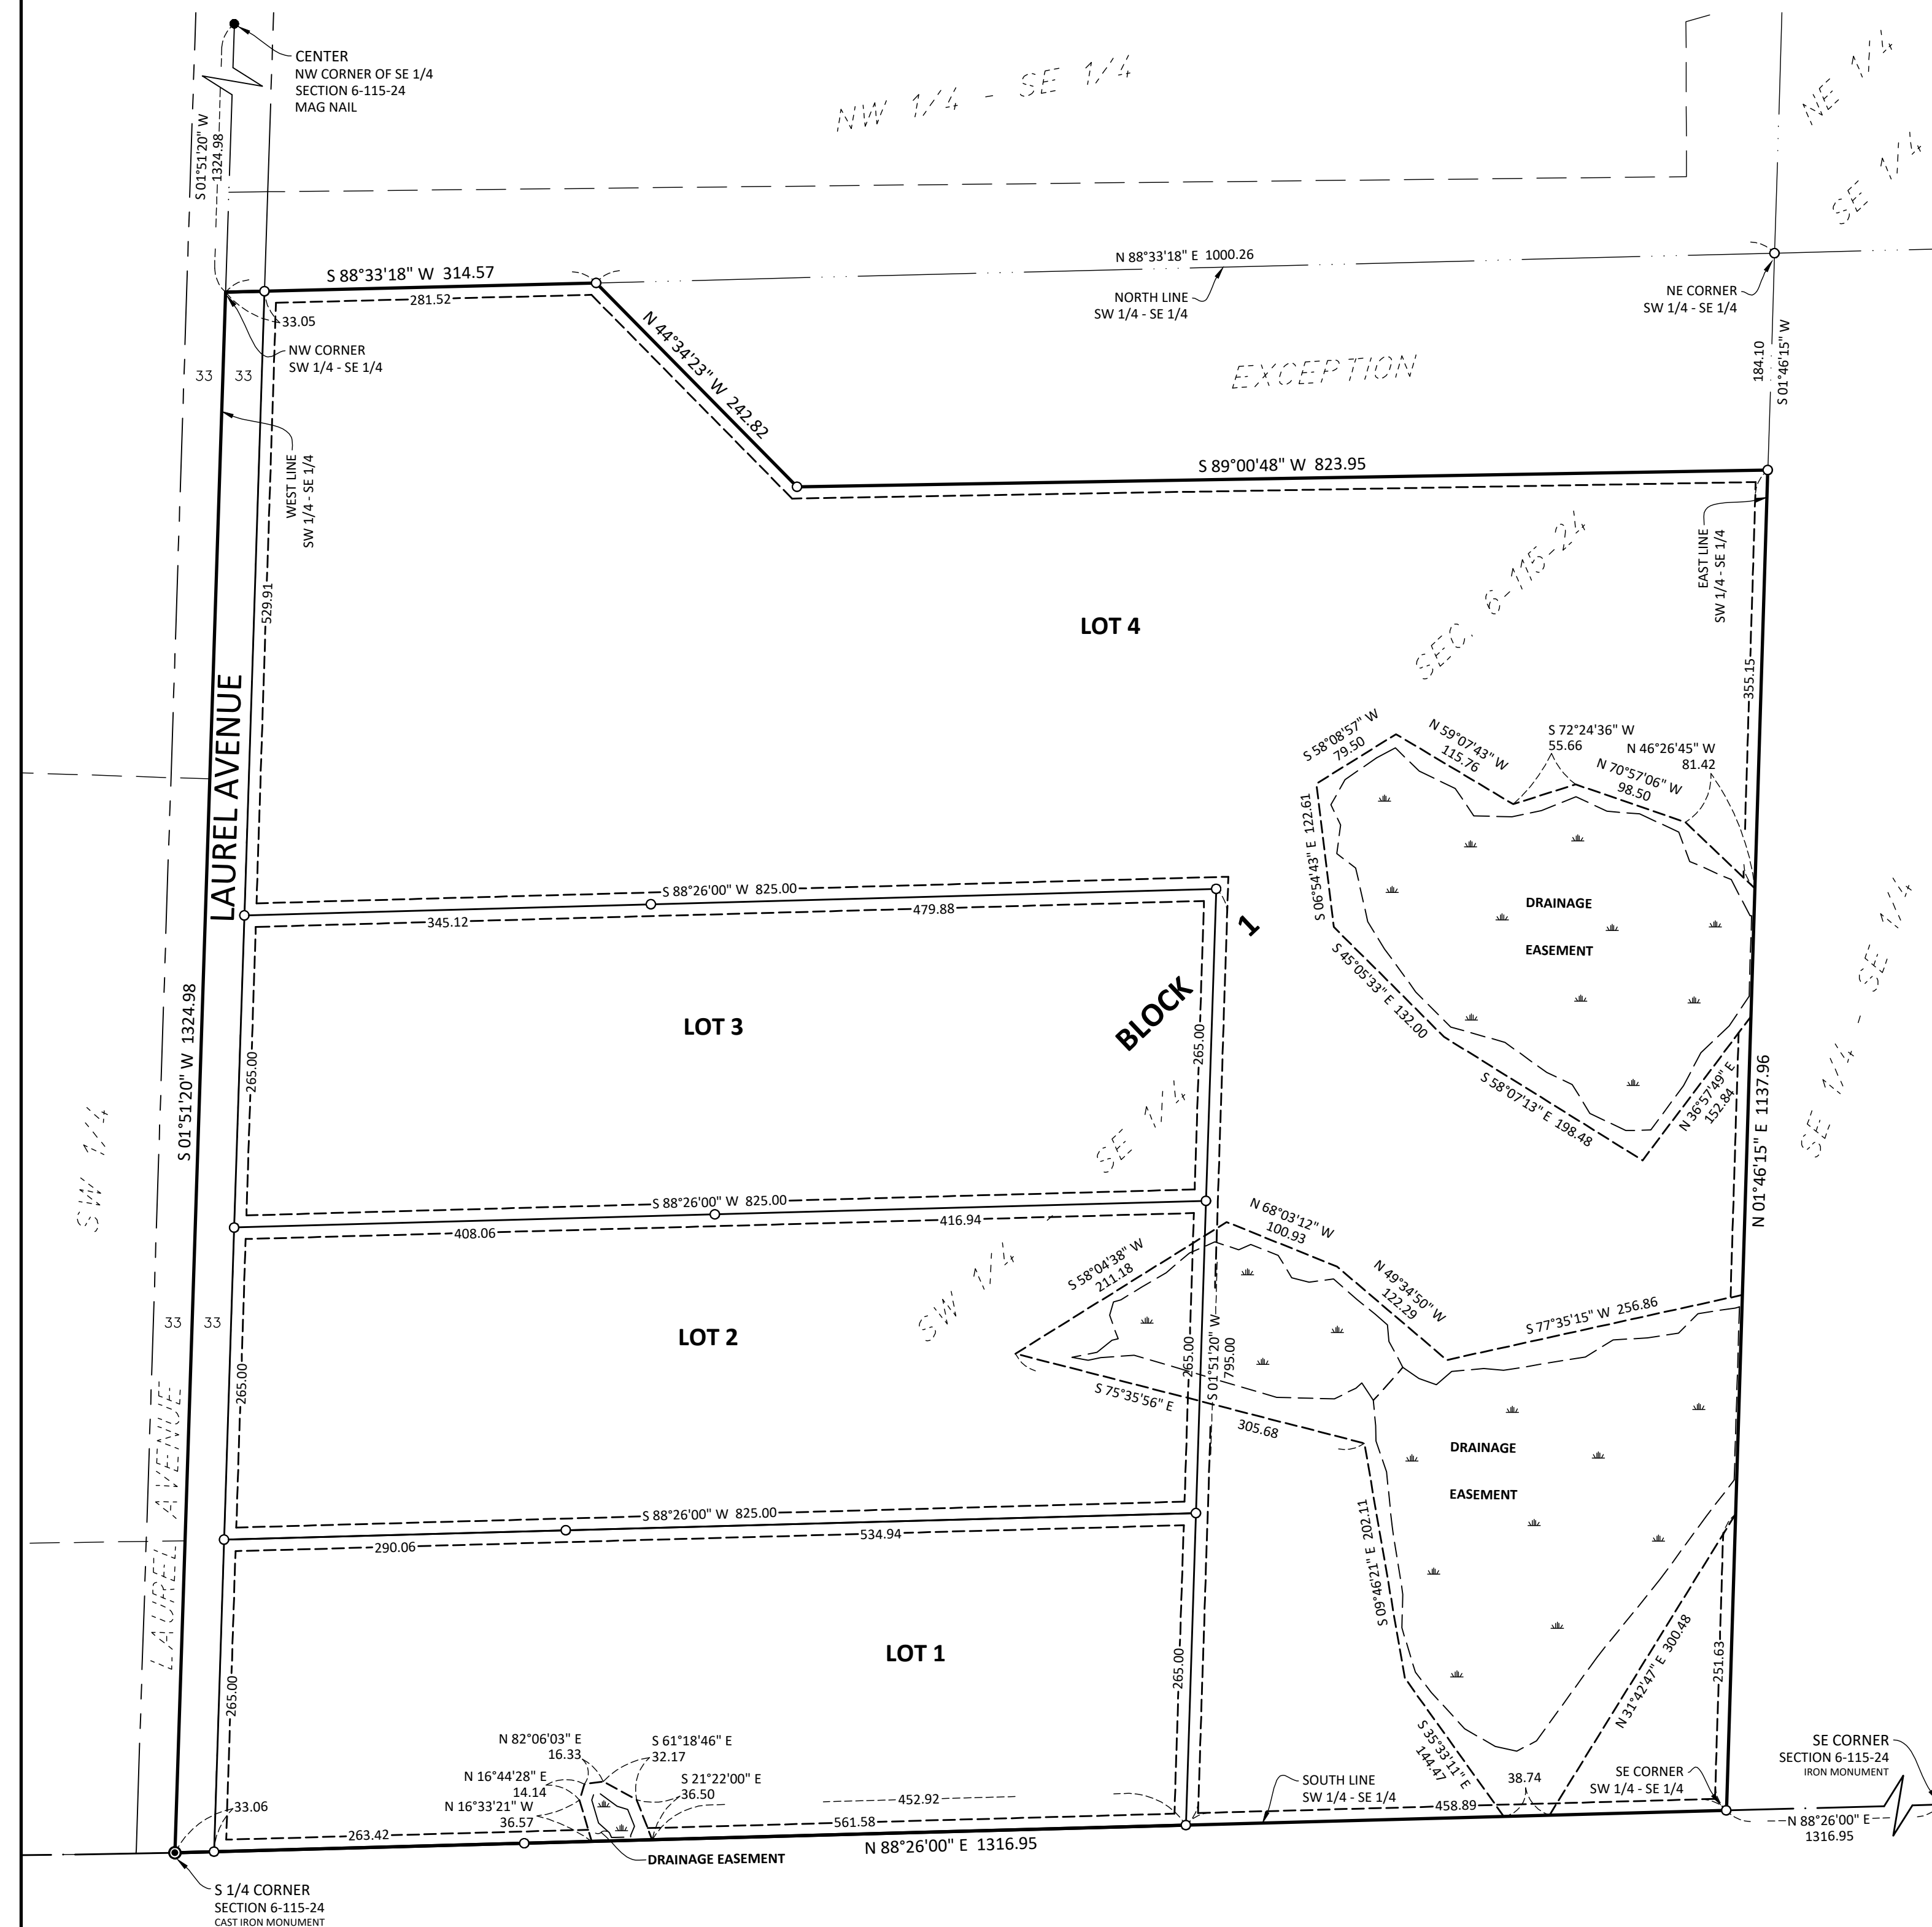 CENTER
NW CORNER OF SE 1/4
SECTION 6-115-24
MAG NAIL
S 01°51'20" W
1324.98
NW 1/4 - SE 1/4
NE 1/4
SE 1/4
S 88°33'18" W 314.57
281.52
33.05
NW CORNER
SW 1/4 - SE 1/4
33
33
N 88°33'18" E 1000.26
NORTH LINE
SW 1/4 - SE 1/4
NE CORNER
SW 1/4 - SE 1/4
184.10
S 01°46'15" W
EXCEPTION
N 44°34'23" W 242.82
S 89°00'48" W 823.95
WEST LINE
SW 1/4 - SE 1/4
EAST LINE
SW 1/4 - SE 1/4
SEC. 6-115-24
529.91
LOT 4
355.15
LAUREL AVENUE
S 58°08'57" W
79.50
N 59°07'43" W
115.76
S 72°24'36" W
55.66
N 46°26'45" W
81.42
N 70°57'06" W
98.50
S 06°54'43" E 122.61
DRAINAGE
EASEMENT
S 45°05'33" E 132.00
S 58°07'13" E 198.48
N 36°57'49" E
152.84
S 88°26'00" W 825.00
345.12
479.88
BLOCK 1
LOT 3
265.00
265.00
S 01°51'20" W 1324.98
N 01°46'15" E 1137.96
SW 1/4
SE 1/4
SW 1/4
SE 1/4 - SE 1/4
S 88°26'00" W 825.00
408.06
416.94
N 68°03'12" W
100.93
S 58°04'38" W
211.18
N 49°34'50" W
122.29
S 77°35'15" W 256.86
33
33
LOT 2
265.00
265.00
S 01°51'20" W
795.00
S 75°35'56" E
305.68
DRAINAGE
EASEMENT
LAUREL AVENUE
S 88°26'00" W 825.00
290.06
534.94
S 09°46'21" E 202.11
LOT 1
265.00
265.00
251.63
N 31°42'47" E 300.48
S 35°33'11" E
144.47
38.74
N 82°06'03" E
16.33
S 61°18'46" E
32.17
N 16°44'28" E
14.14
S 21°22'00" E
36.50
N 16°33'21" W
36.57
33.06
263.42
452.92
561.58
458.89
N 88°26'00" E 1316.95
DRAINAGE EASEMENT
SOUTH LINE
SW 1/4 - SE 1/4
SE CORNER
SW 1/4 - SE 1/4
SE CORNER
SECTION 6-115-24
IRON MONUMENT
N 88°26'00" E
1316.95
S 1/4 CORNER
SECTION 6-115-24
CAST IRON MONUMENT